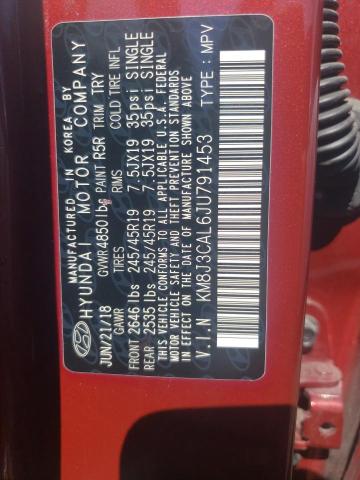 MANUFACTURED IN KOREA BY
HYUNDAI MOTOR COMPANY
JUN/21/18 GVWR 4850 lbs PAINT R5R TRIM TRY
GAWR TIRES RIMS COLD TIRE INFL
FRONT 2646 lbs 245/45R19 7.5JX19 35psi SINGLE
REAR 2535 lbs 245/45R19 7.5JX19 35psi SINGLE
THIS VEHICLE CONFORMS TO ALL APPLICABLE U.S.A. FEDERAL
MOTOR VEHICLE SAFETY AND THEFT PREVENTION STANDARDS
IN EFFECT ON THE DATE OF MANUFACTURE SHOWN ABOVE
V.I.N KM8J3CAL6JU791453 TYPE : MPV